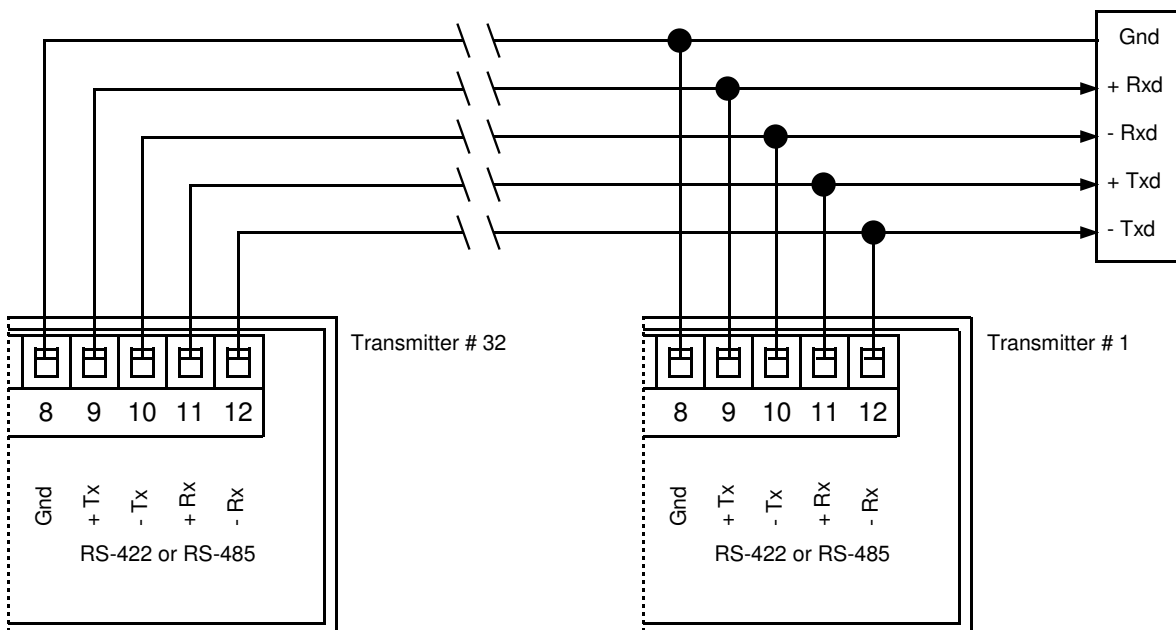 Gnd
+ Rxd
- Rxd
+ Txd
- Txd
Transmitter # 32
8 9 10 11 12
Gnd
+ Tx
- Tx
+ Rx
- Rx
RS-422 or RS-485
Transmitter # 1
8 9 10 11 12
Gnd
+ Tx
- Tx
+ Rx
- Rx
RS-422 or RS-485